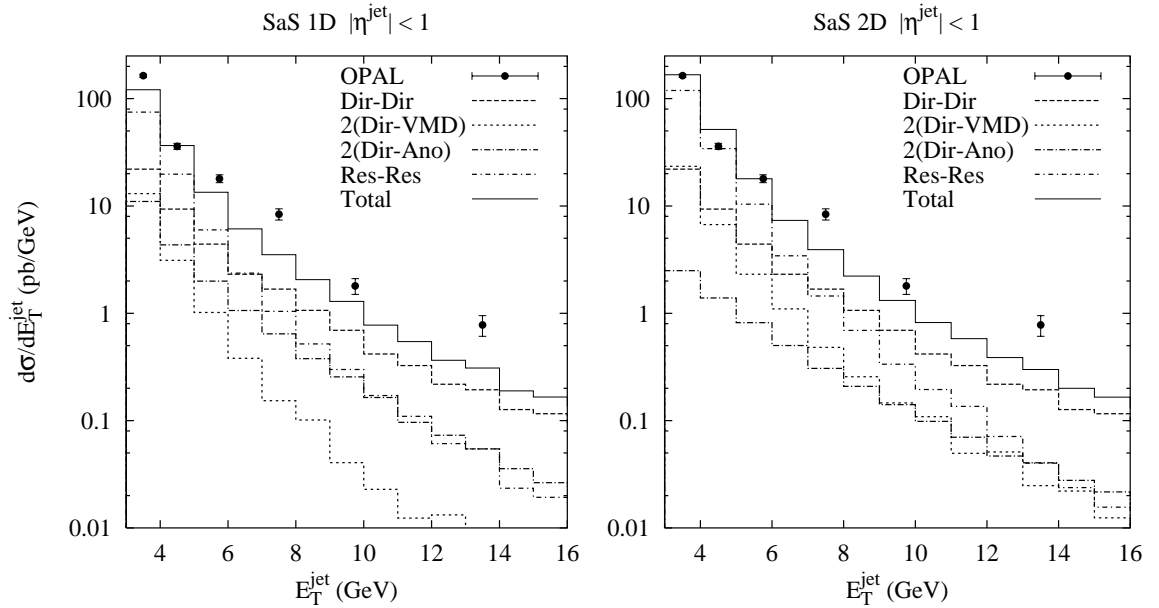 SaS 1D |η^jet| < 1
dσ/dE_T^jet (pb/GeV)
100
10
1
0.1
0.01
OPAL
Dir-Dir
2(Dir-VMD)
2(Dir-Ano)
Res-Res
Total
4 6 8 10 12 14 16
E_T^jet (GeV)
SaS 2D |η^jet| < 1
100
10
1
0.1
0.01
OPAL
Dir-Dir
2(Dir-VMD)
2(Dir-Ano)
Res-Res
Total
4 6 8 10 12 14 16
E_T^jet (GeV)